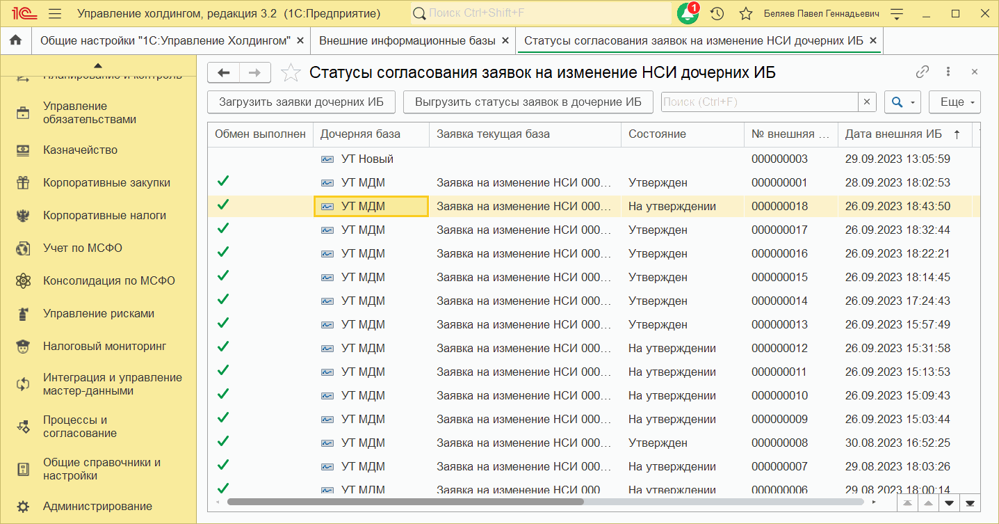 1С Управление холдингом, редакция 3.2 (1С:Предприятие) Поиск Ctrl+Shift+F 1 Беляев Павел Геннадьевич
Общие настройки "1С:Управление Холдингом" × Внешние информационные базы × Статусы согласования заявок на изменение НСИ дочерних ИБ ×
Планирование и контроль
Управление
обязательствами
Казначейство
Корпоративные закупки
Корпоративные налоги
Учет по МСФО
Консолидация по МСФО
Управление рисками
Налоговый мониторинг
Интеграция и управление
мастер-данными
Процессы и
согласование
Общие справочники и
настройки
Администрирование
Статусы согласования заявок на изменение НСИ дочерних ИБ
Загрузить заявки дочерних ИБ Выгрузить статусы заявок в дочерние ИБ Поиск (Ctrl+F) × Еще
Обмен выполнен Дочерняя база Заявка текущая база Состояние № внешняя ... Дата внешняя ИБ ↑
УТ Новый 000000003 29.09.2023 13:05:59
УТ МДМ Заявка на изменение НСИ 000... Утвержден 000000001 28.09.2023 18:02:53
УТ МДМ Заявка на изменение НСИ 000... На утверждении 000000018 26.09.2023 18:43:50
УТ МДМ Заявка на изменение НСИ 000... Утвержден 000000017 26.09.2023 18:32:44
УТ МДМ Заявка на изменение НСИ 000... Утвержден 000000016 26.09.2023 18:22:21
УТ МДМ Заявка на изменение НСИ 000... Утвержден 000000015 26.09.2023 18:14:45
УТ МДМ Заявка на изменение НСИ 000... Утвержден 000000014 26.09.2023 17:24:43
УТ МДМ Заявка на изменение НСИ 000... Утвержден 000000013 26.09.2023 15:57:49
УТ МДМ Заявка на изменение НСИ 000... На утверждении 000000012 26.09.2023 15:31:58
УТ МДМ Заявка на изменение НСИ 000... На утверждении 000000011 26.09.2023 15:13:53
УТ МДМ Заявка на изменение НСИ 000... На утверждении 000000010 26.09.2023 15:09:43
УТ МДМ Заявка на изменение НСИ 000... На утверждении 000000009 26.09.2023 15:03:44
УТ МДМ Заявка на изменение НСИ 000... Утвержден 000000008 30.08.2023 16:52:25
УТ МДМ Заявка на изменение НСИ 000... На утверждении 000000007 29.08.2023 18:03:26
УТ МДМ Заявка на изменение НСИ 000 На утверждении 000000006 29.08.2023 18:00:14